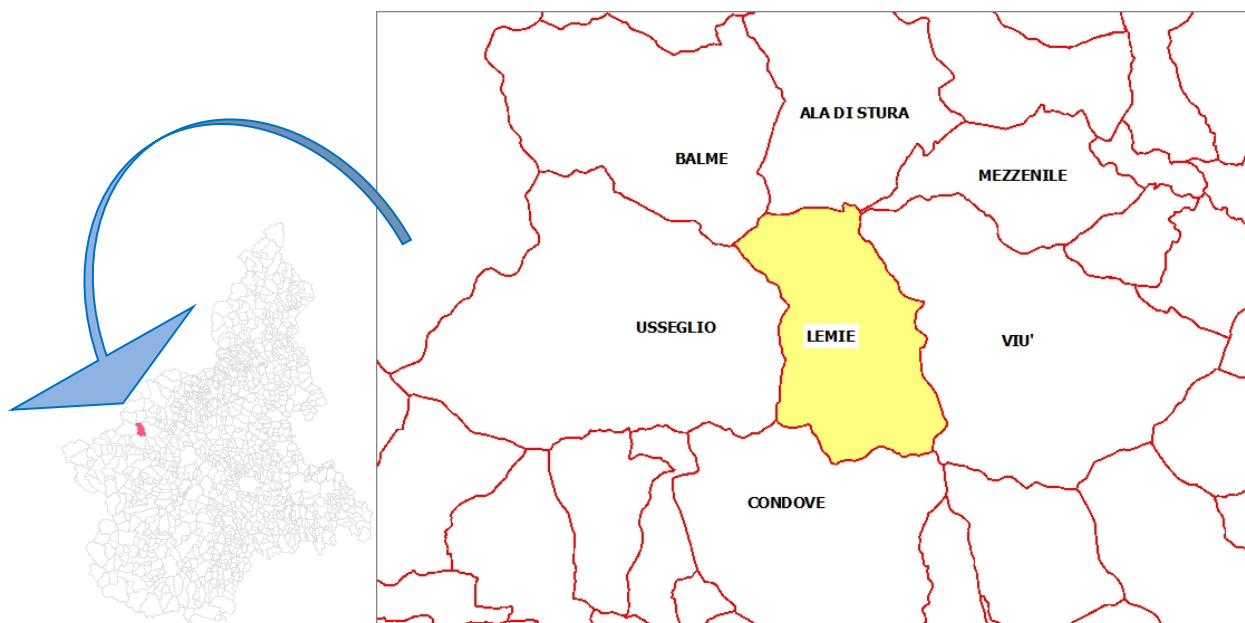 ALA DI STURA
BALME
MEZZENILE
USSEGLIO
LEMIE
VIU'
CONDOVE